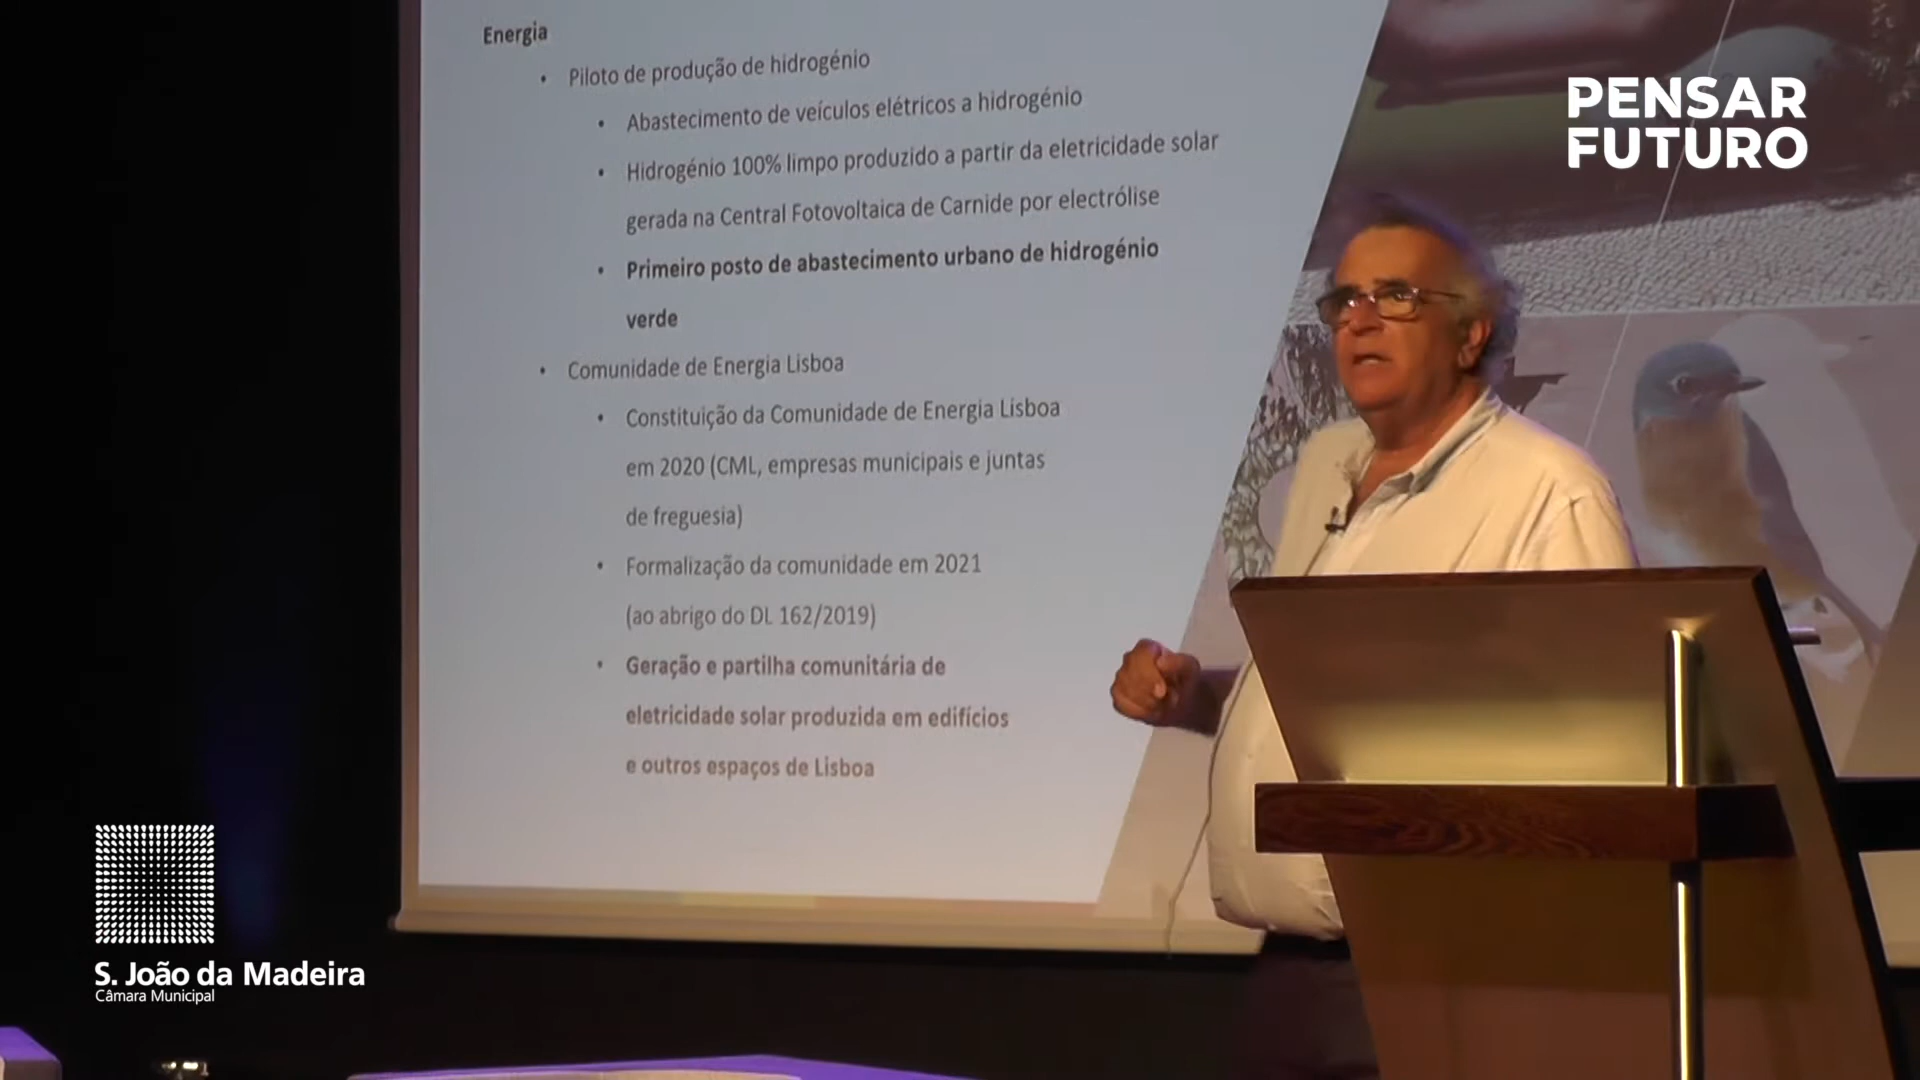 Energia
• Piloto de produção de hidrogénio
• Abastecimento de veículos elétricos a hidrogénio
• Hidrogénio 100% limpo produzido a partir da eletricidade solar
gerada na Central Fotovoltaica de Carnide por electrólise
• Primeiro posto de abastecimento urbano de hidrogénio
verde
• Comunidade de Energia Lisboa
• Constituição da Comunidade de Energia Lisboa
em 2020 (CML, empresas municipais e juntas
de freguesia)
• Formalização da comunidade em 2021
(ao abrigo do DL 162/2019)
• Geração e partilha comunitária de
eletricidade solar produzida em edifícios
e outros espaços de Lisboa
PENSAR
FUTURO
S. João da Madeira
Câmara Municipal